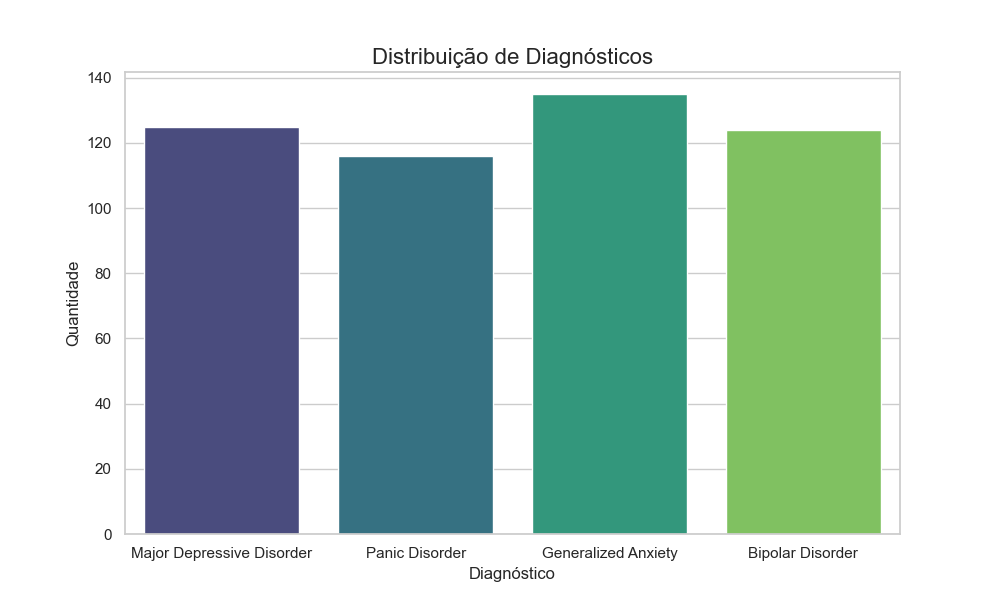 Distribuição de Diagnósticos
140
120
100
80
60
40
20
0
Quantidade
Major Depressive Disorder
Panic Disorder
Generalized Anxiety
Bipolar Disorder
Diagnóstico